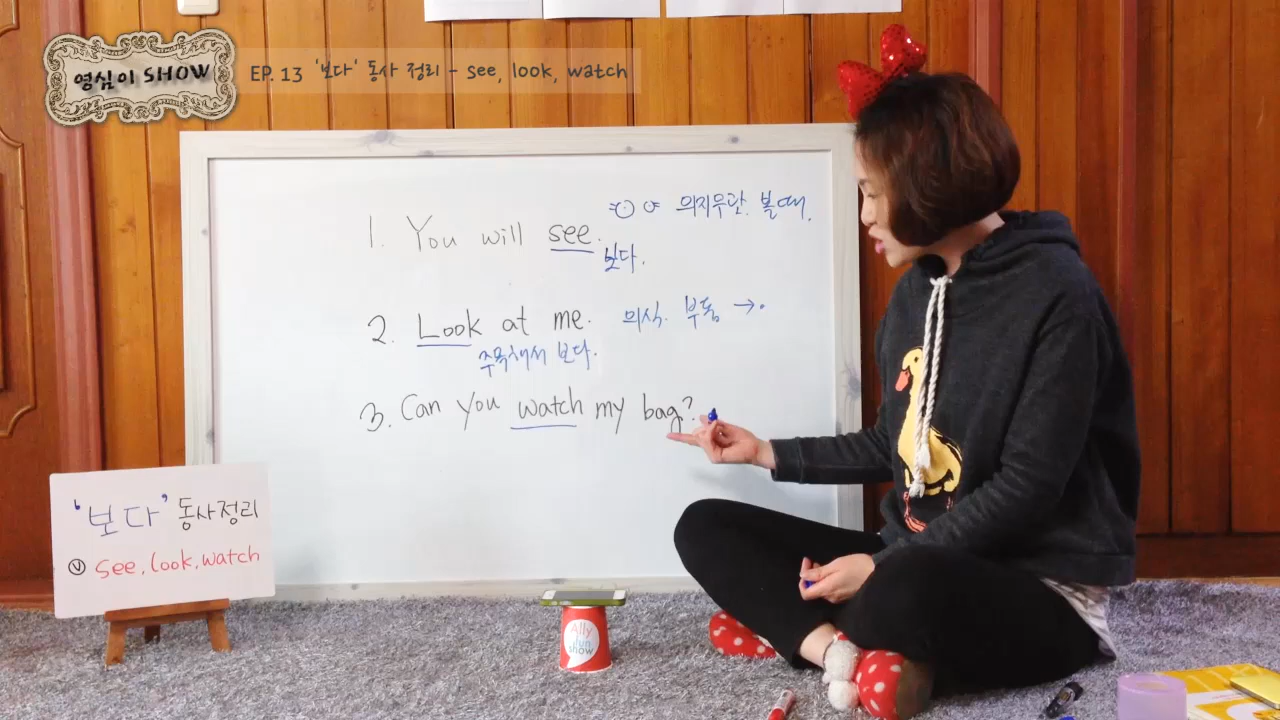 영심이 SHOW
EP. 13 '보다' 동사 정리 - see, look, watch
1. You will see. 의지무관. 볼때.
보다.
2. Look at me. 의식. 부동 →.
주목해서 보다.
3. Can you watch my bag?
'보다' 동사정리
see, look, watch
Ally
fun
show